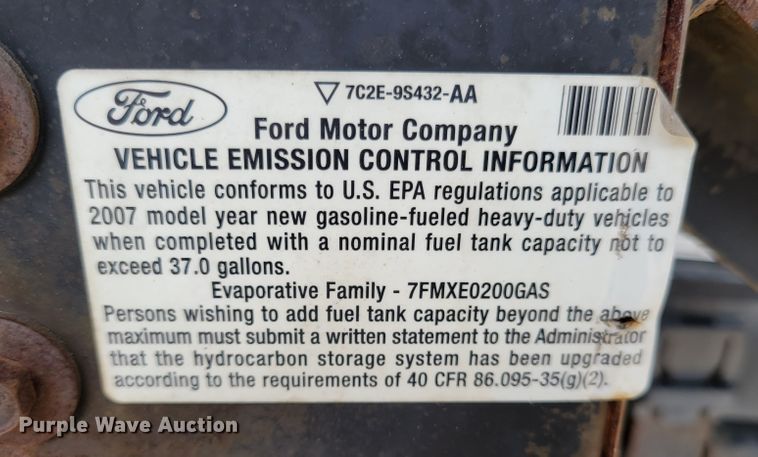 Ford
7C2E-9S432-AA
Ford Motor Company
VEHICLE EMISSION CONTROL INFORMATION
This vehicle conforms to U.S. EPA regulations applicable to
2007 model year new gasoline-fueled heavy-duty vehicles
when completed with a nominal fuel tank capacity not to
exceed 37.0 gallons.
Evaporative Family - 7FMXE0200GAS
Persons wishing to add fuel tank capacity beyond the above
maximum must submit a written statement to the Administrator
that the hydrocarbon storage system has been upgraded
according to the requirements of 40 CFR 86.095-35(g)(2).
Purple Wave Auction